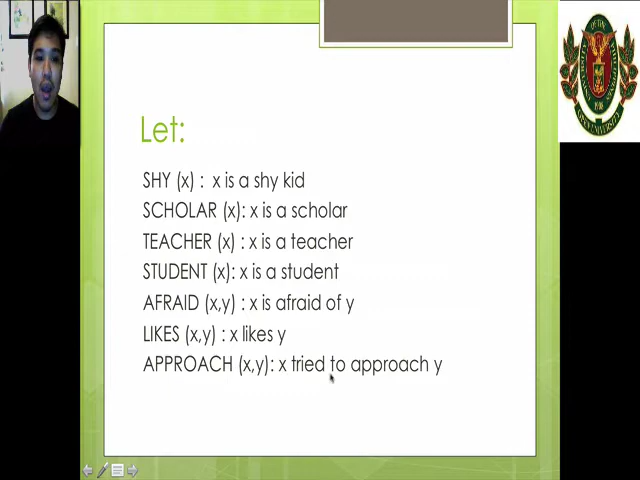 Let:
SHY (x) :  x is a shy kid
SCHOLAR (x): x is a scholar
TEACHER (x) : x is a teacher
STUDENT (x): x is a student
AFRAID (x,y) : x is afraid of y
LIKES (x,y) : x likes y
APPROACH (x,y): x tried to approach y